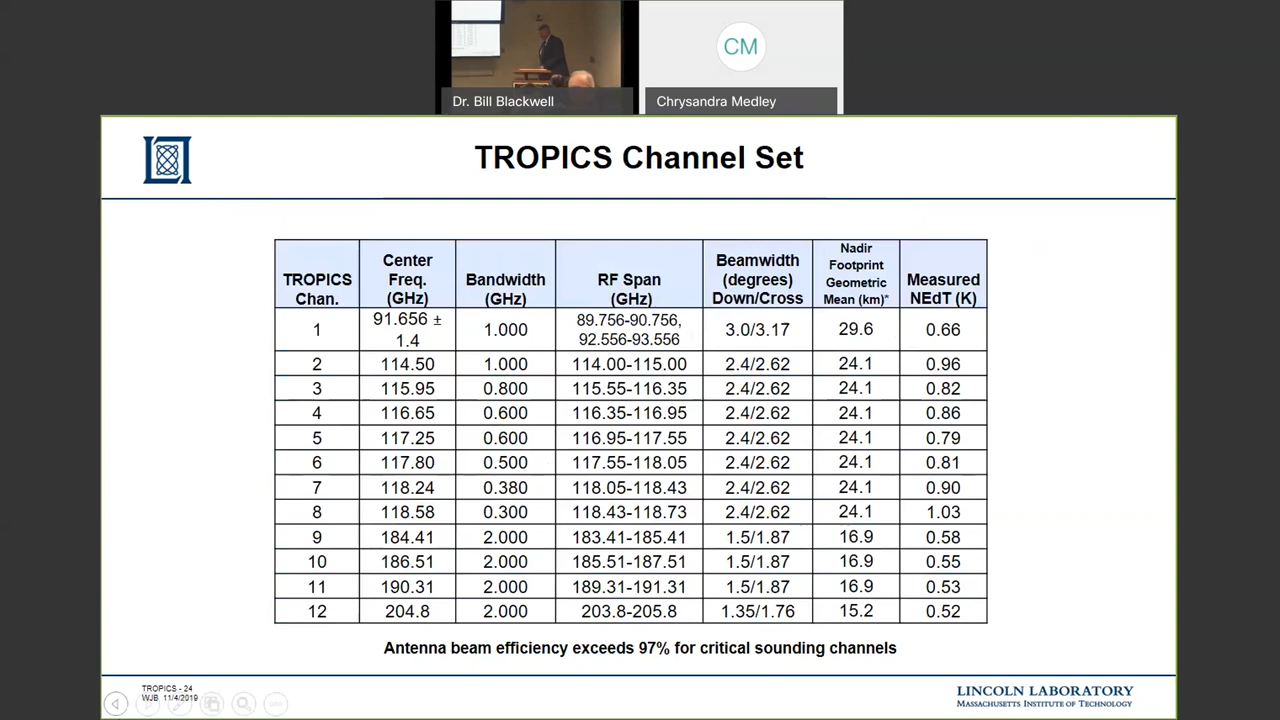 CM
Dr. Bill Blackwell
Chrysandra Medley
TROPICS Channel Set
TROPICS Chan. Center Freq. (GHz) Bandwidth (GHz) RF Span (GHz) Beamwidth (degrees) Down/Cross Nadir Footprint Geometric Mean (km)* Measured NEdT (K)
1 91.656 ± 1.4 1.000 89.756-90.756, 92.556-93.556 3.0/3.17 29.6 0.66
2 114.50 1.000 114.00-115.00 2.4/2.62 24.1 0.96
3 115.95 0.800 115.55-116.35 2.4/2.62 24.1 0.82
4 116.65 0.600 116.35-116.95 2.4/2.62 24.1 0.86
5 117.25 0.600 116.95-117.55 2.4/2.62 24.1 0.79
6 117.80 0.500 117.55-118.05 2.4/2.62 24.1 0.81
7 118.24 0.380 118.05-118.43 2.4/2.62 24.1 0.90
8 118.58 0.300 118.43-118.73 2.4/2.62 24.1 1.03
9 184.41 2.000 183.41-185.41 1.5/1.87 16.9 0.58
10 186.51 2.000 185.51-187.51 1.5/1.87 16.9 0.55
11 190.31 2.000 189.31-191.31 1.5/1.87 16.9 0.53
12 204.8 2.000 203.8-205.8 1.35/1.76 15.2 0.52
Antenna beam efficiency exceeds 97% for critical sounding channels
TROPICS - 24
WJB 11/4/2019
LINCOLN LABORATORY
MASSACHUSETTS INSTITUTE OF TECHNOLOGY